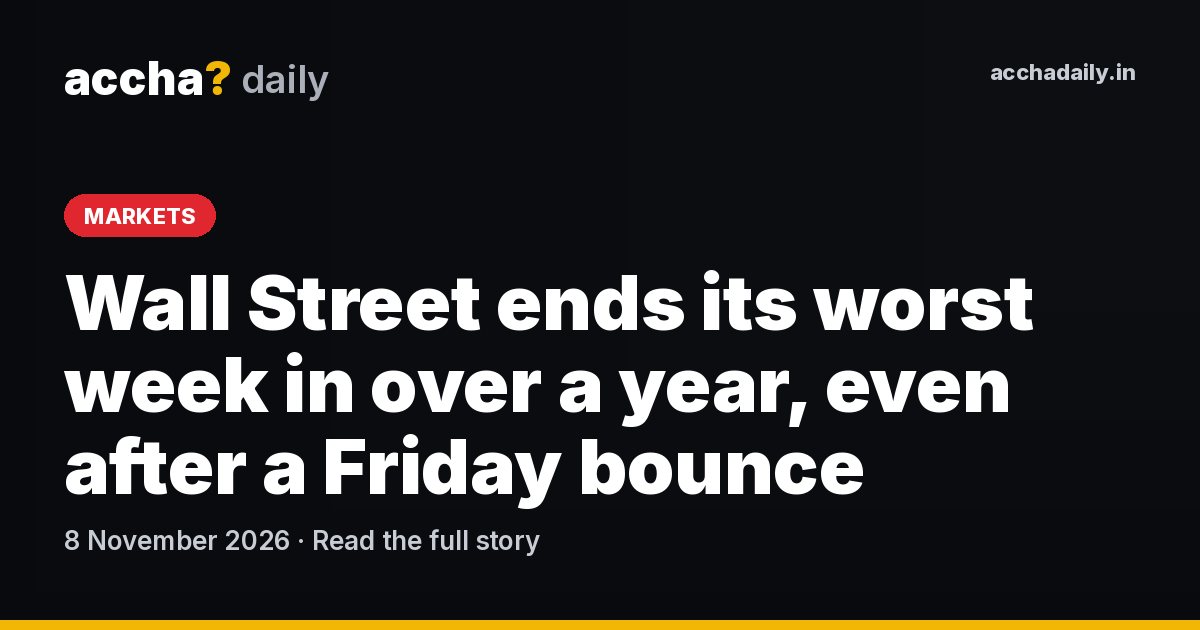 accha? daily
acchadaily.in
MARKETS
Wall Street ends its worst
week in over a year, even
after a Friday bounce
8 November 2026 · Read the full story